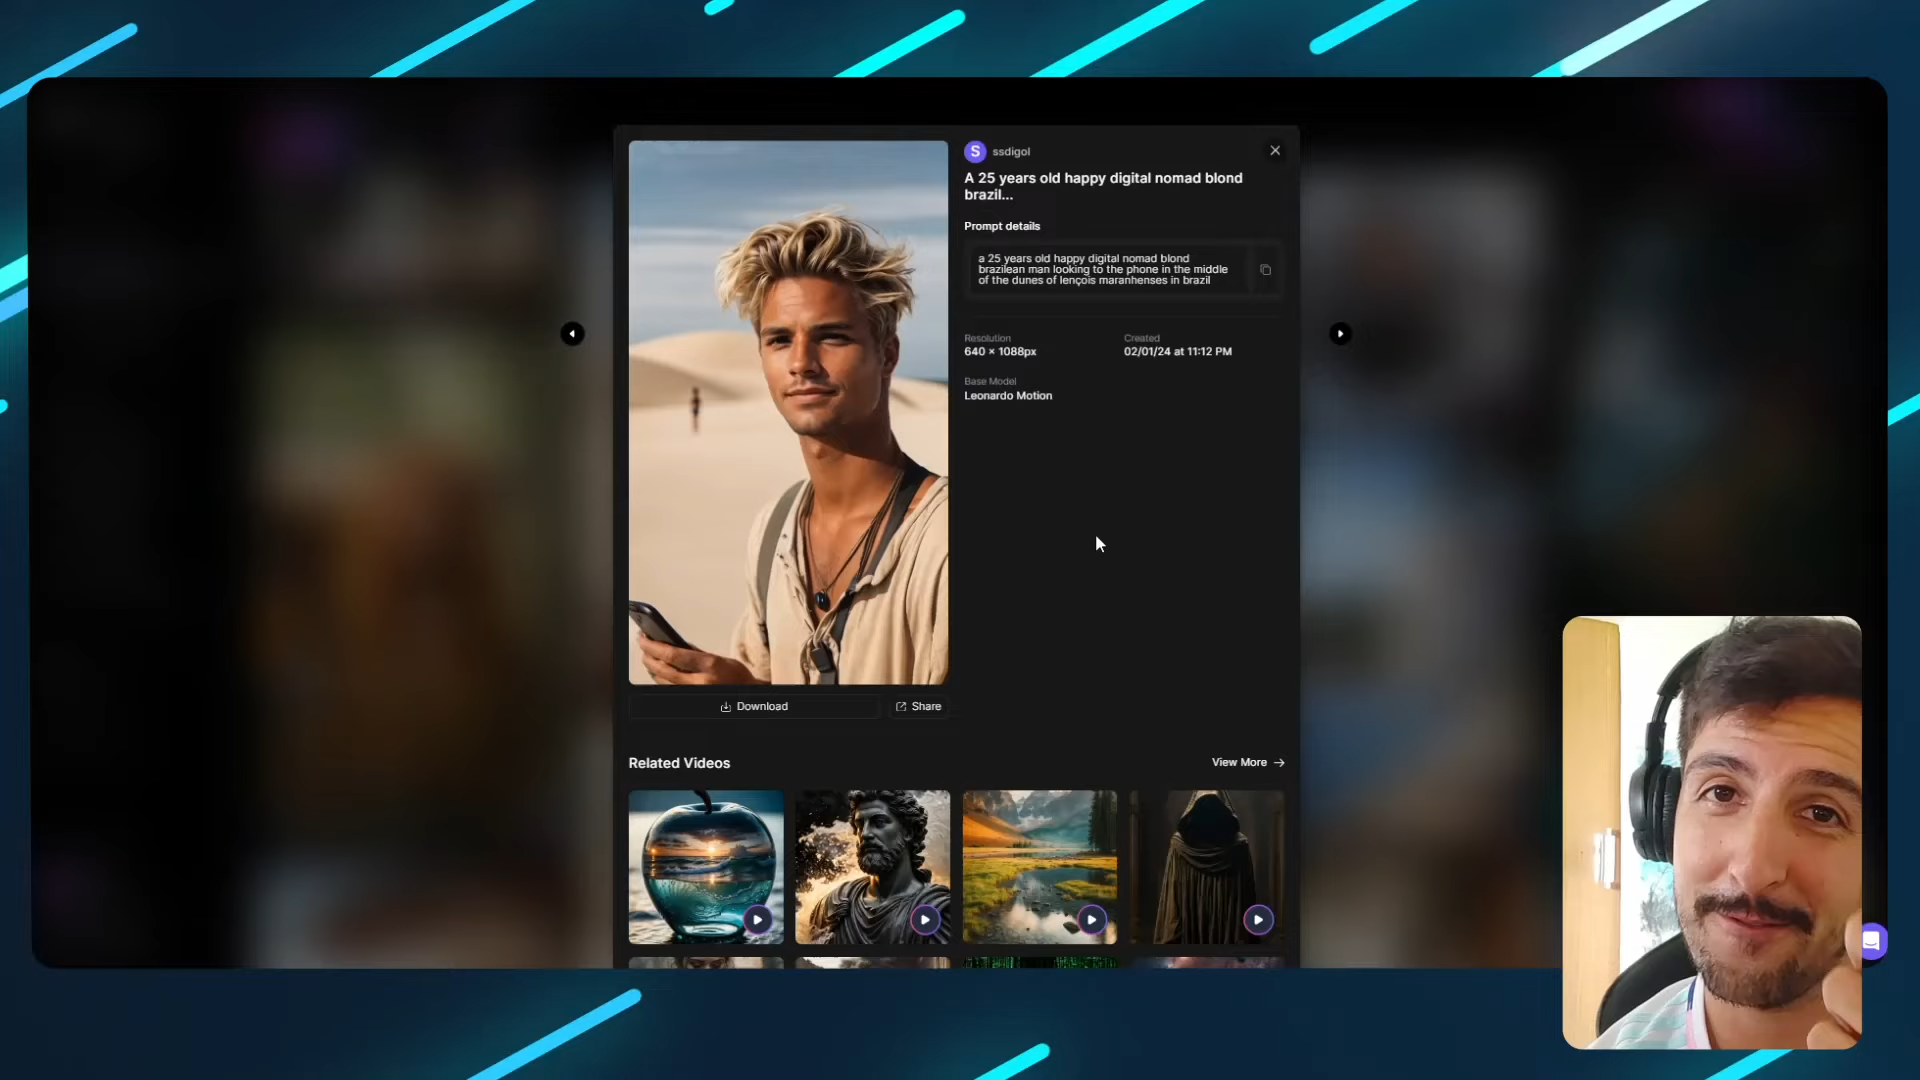 S ssdigol
A 25 years old happy digital nomad blond
brazil...
Prompt details
a 25 years old happy digital nomad blond
brazilean man looking to the phone in the middle
of the dunes of lençois maranhenses in brazil
Resolution
640 × 1088px
Created
02/01/24 at 11:12 PM
Base Model
Leonardo Motion
Download
Share
Related Videos
View More